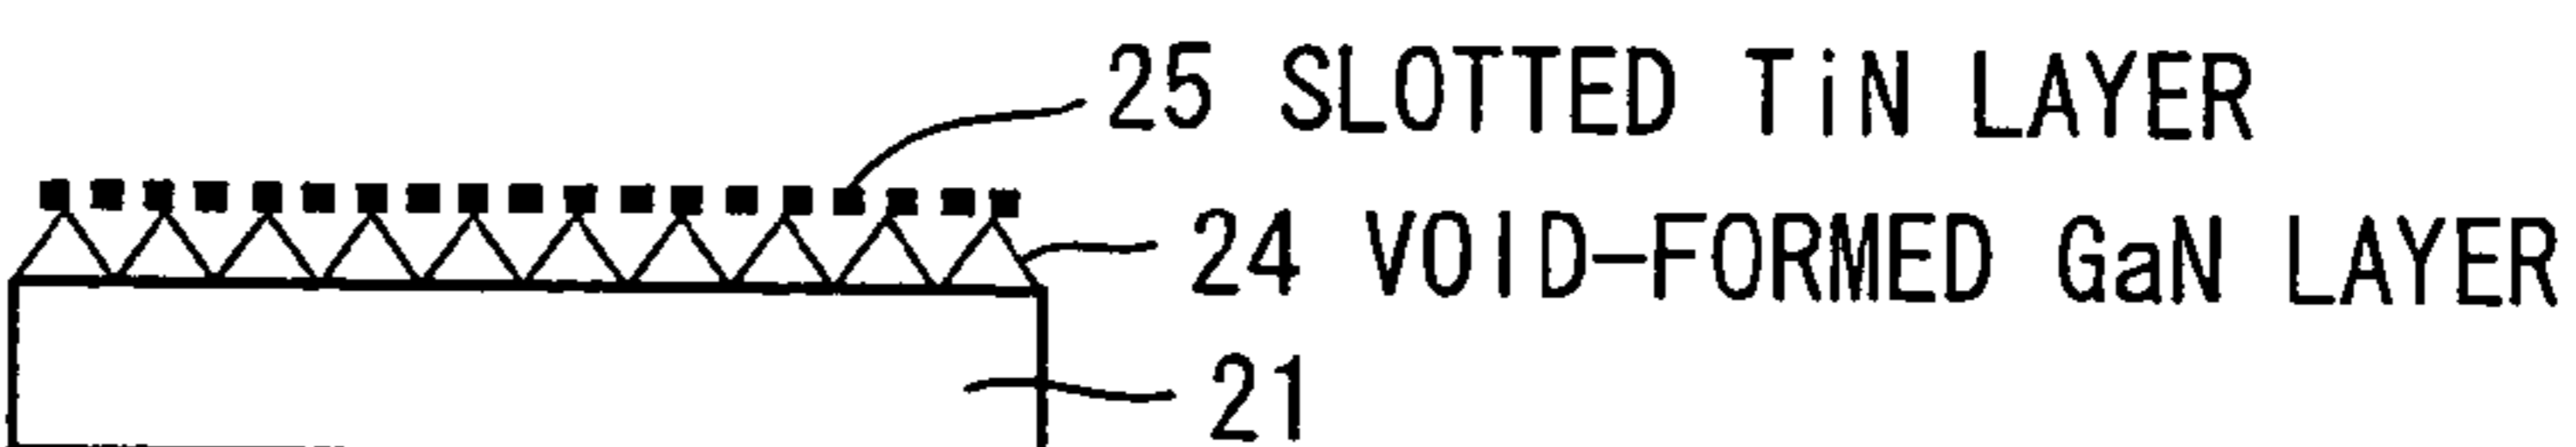 25 SLOTTED TiN LAYER
24 VOID-FORMED GaN LAYER
21